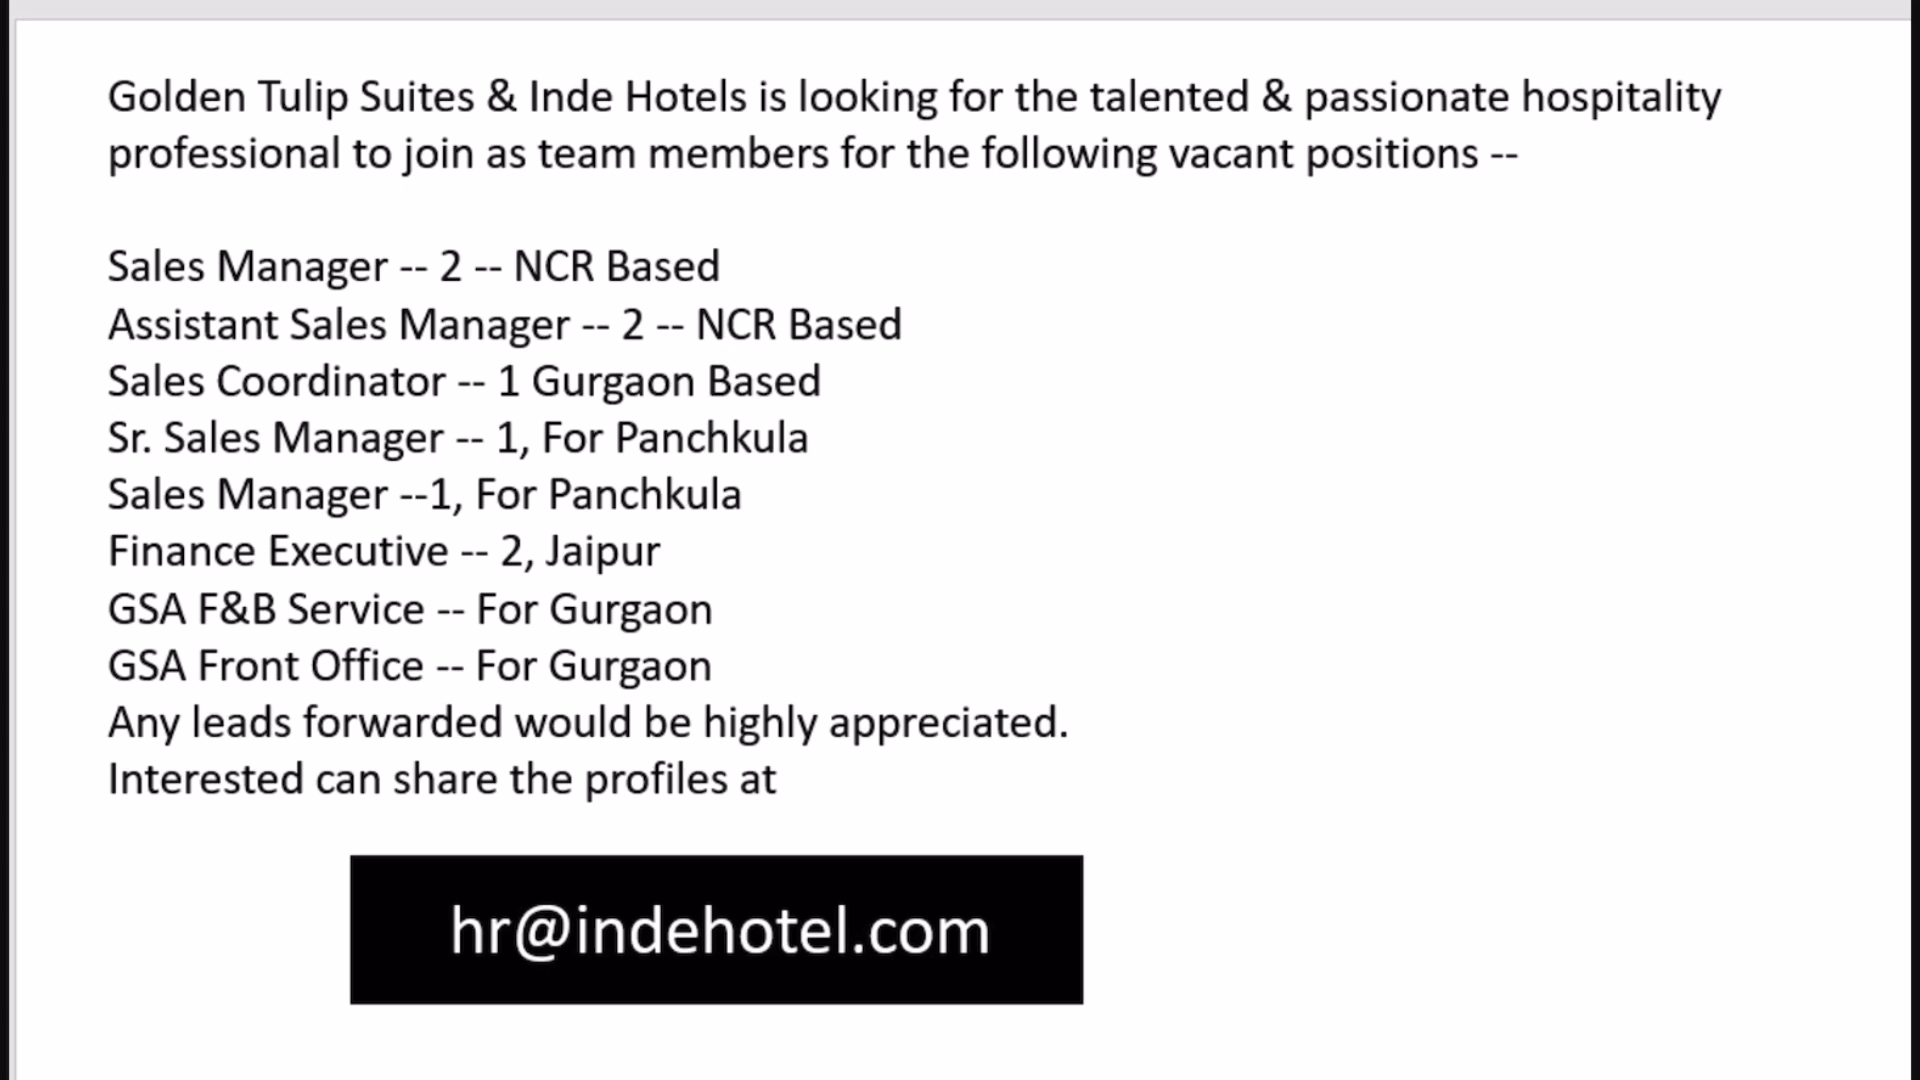 Golden Tulip Suites & Inde Hotels is looking for the talented & passionate hospitality
professional to join as team members for the following vacant positions --
Sales Manager -- 2 -- NCR Based
Assistant Sales Manager -- 2 -- NCR Based
Sales Coordinator -- 1 Gurgaon Based
Sr. Sales Manager -- 1, For Panchkula
Sales Manager --1, For Panchkula
Finance Executive -- 2, Jaipur
GSA F&B Service -- For Gurgaon
GSA Front Office -- For Gurgaon
Any leads forwarded would be highly appreciated.
Interested can share the profiles at
hr@indehotel.com